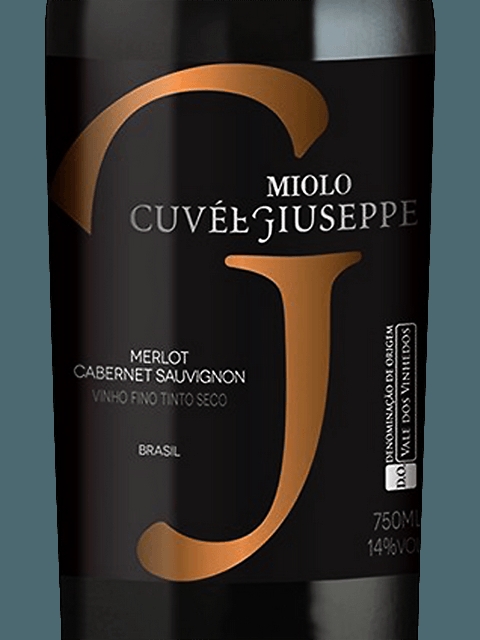 MIOLO
CUVÉE GIUSEPPE
MERLOT
CABERNET SAUVIGNON
VINHO FINO TINTO SECO
BRASIL
D.O. DENOMINAÇÃO DE ORIGEM
VALE DOS VINHEDOS
750ML
14%VOL